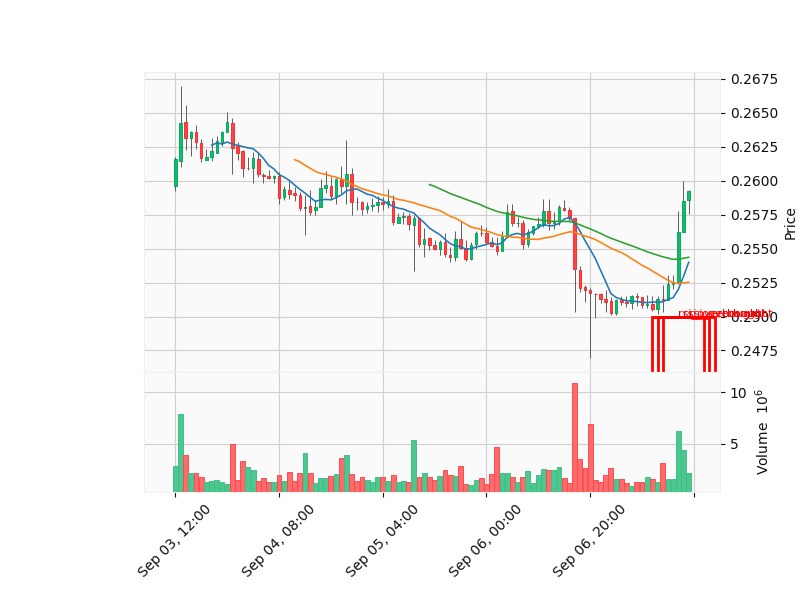 0.2675
0.2650
0.2625
0.2600
0.2575
0.2550
0.2525
0.2500
0.2475
Price
10
5
Volume 10^6
Sep 03, 12:00
Sep 04, 08:00
Sep 05, 04:00
Sep 06, 00:00
Sep 06, 20:00